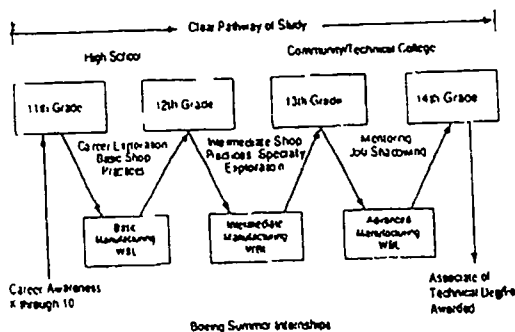 Clear Pathway of Study
High School
Community/Technical College
11th Grade
12th Grade
13th Grade
14th Grade
Career Exploration
Basic Shop
Practices
Intermediate Shop
Practices Specialty
Exploration
Mentoring
Job Shadowing
Basic
Manufacturing
WBL
Intermediate
Manufacturing
WBL
Advanced
Manufacturing
WBL
Career Awareness
K through 10
Associate of
Technical Degree
Awarded
Boeing Summer Internships